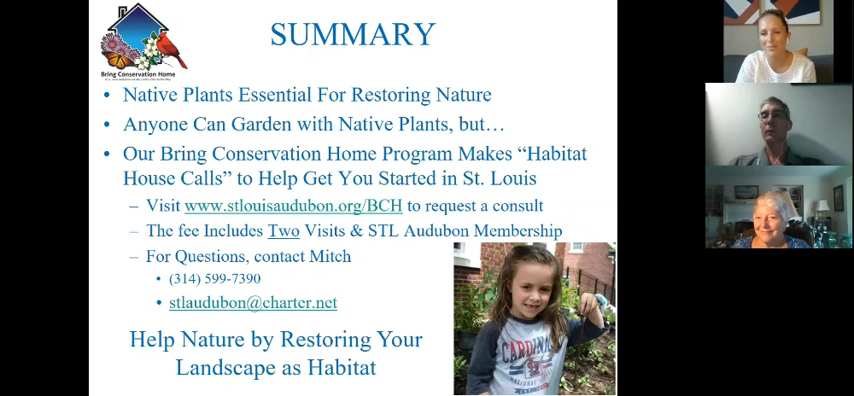 SUMMARY
Bring Conservation Home
• Native Plants Essential For Restoring Nature
• Anyone Can Garden with Native Plants, but…
• Our Bring Conservation Home Program Makes “Habitat
House Calls” to Help Get You Started in St. Louis
– Visit www.stlouisaudubon.org/BCH to request a consult
– The fee Includes Two Visits & STL Audubon Membership
– For Questions, contact Mitch
• (314) 599-7390
• stlaudubon@charter.net
Help Nature by Restoring Your
Landscape as Habitat
CARDINALS